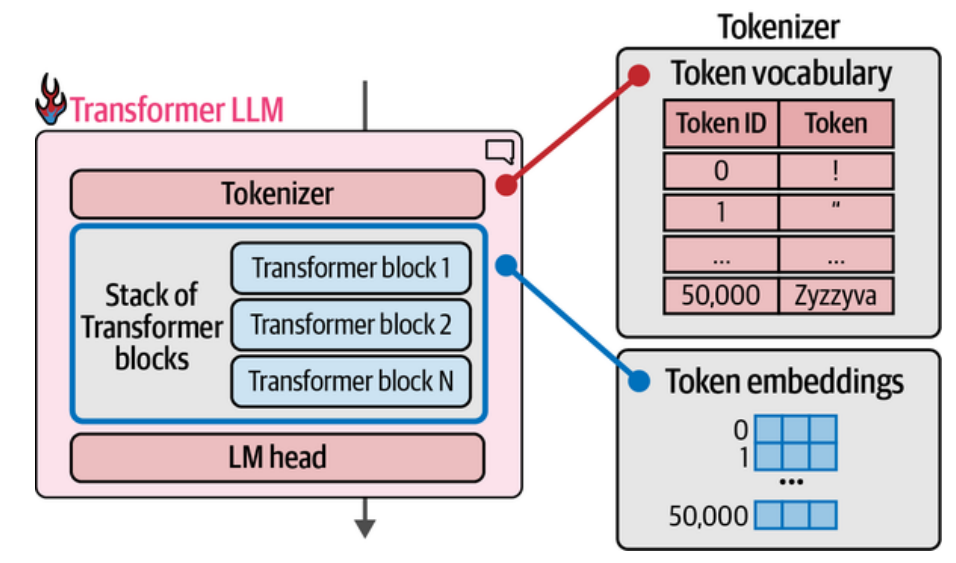 Transformer LLM
Tokenizer
Stack of
Transformer
blocks
Transformer block 1
Transformer block 2
Transformer block N
LM head
Tokenizer
Token vocabulary
Token ID Token
0 !
1 "
... ...
50,000 Zyzzyva
Token embeddings
0
1
...
50,000